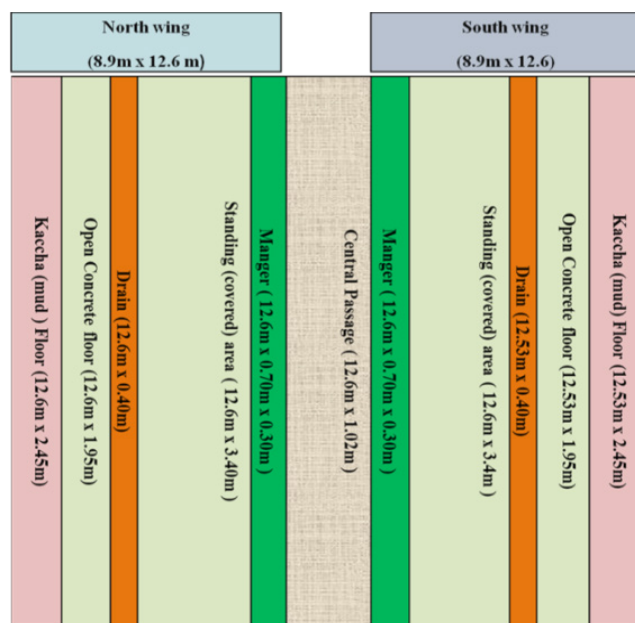 North wing
(8.9m x 12.6 m)
South wing
(8.9m x 12.6)
Kaccha (mud ) Floor (12.6m x 2.45m)
Open Concrete floor (12.6m x 1.95m)
Drain (12.6m x 0.40m)
Standing (covered) area ( 12.6m x 3.40m )
Manger ( 12.6m x 0.70m x 0.30m )
Central Passage ( 12.6m x 1.02m )
Manger ( 12.6m x 0.70m x 0.30m )
Standing (covered) area ( 12.6m x 3.4m )
Drain (12.53m x 0.40m)
Open Concrete floor (12.53m x 1.95m)
Kaccha (mud) Floor (12.53m x 2.45m)